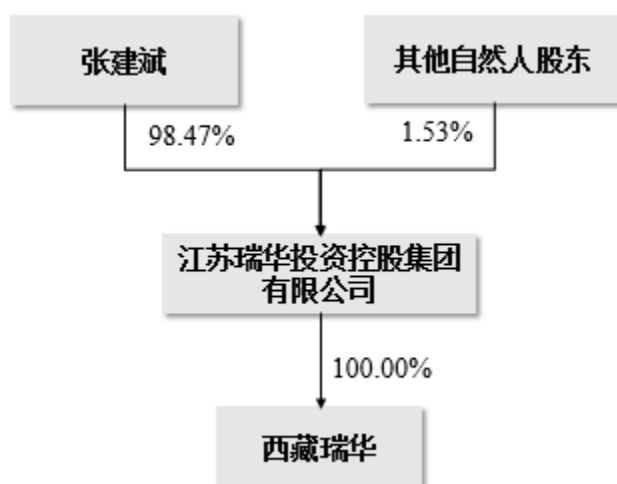 张建斌
其他自然人股东
98.47%
1.53%
江苏瑞华投资控股集团
有限公司
100.00%
西藏瑞华